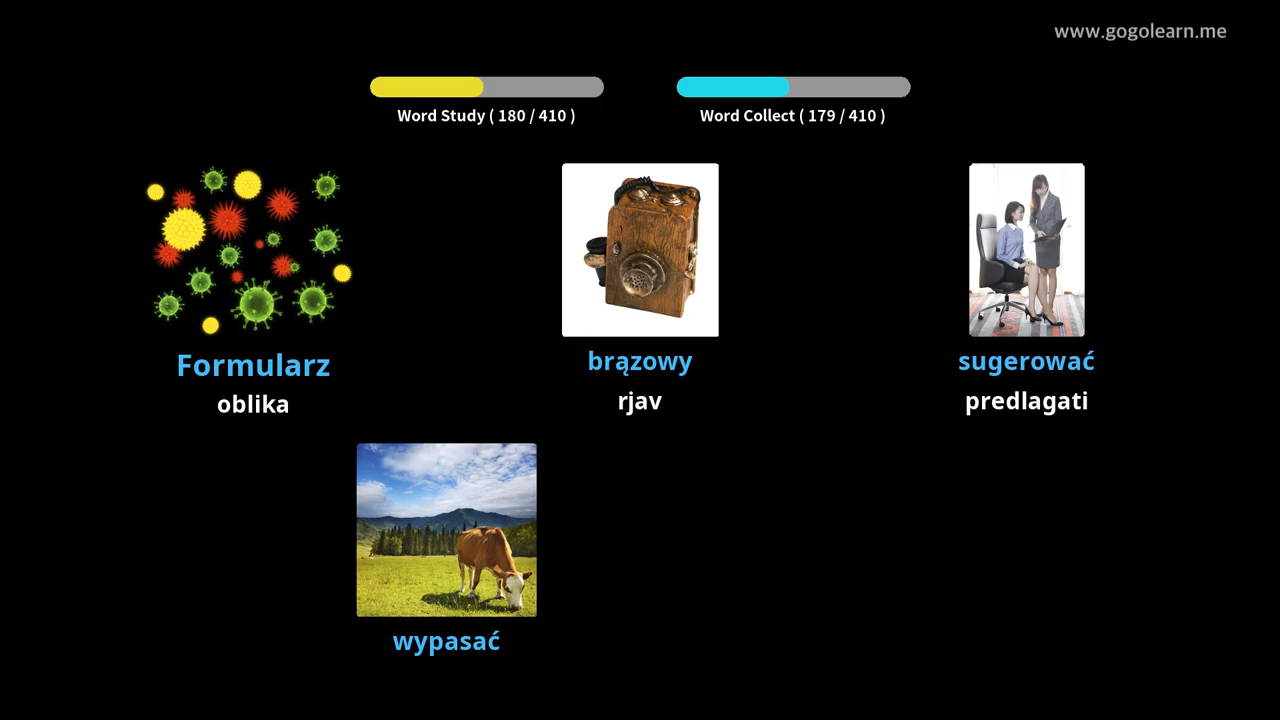 www.gogolearn.me
Word Study ( 180 / 410 )
Word Collect ( 179 / 410 )
Formularz
oblika
brązowy
rjav
sugerować
predlagati
wypasać